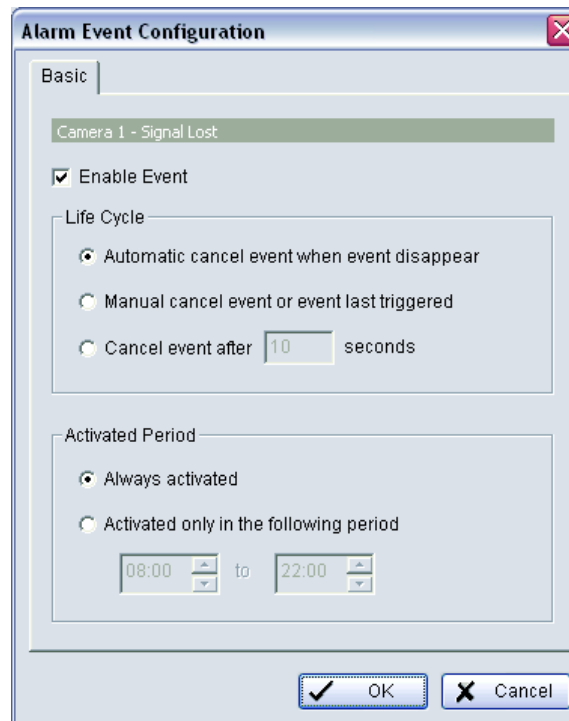 Alarm Event Configuration
Basic
Camera 1 - Signal Lost
Enable Event
Life Cycle
Automatic cancel event when event disappear
Manual cancel event or event last triggered
Cancel event after 10 seconds
Activated Period
Always activated
Activated only in the following period
08:00 to 22:00
OK Cancel